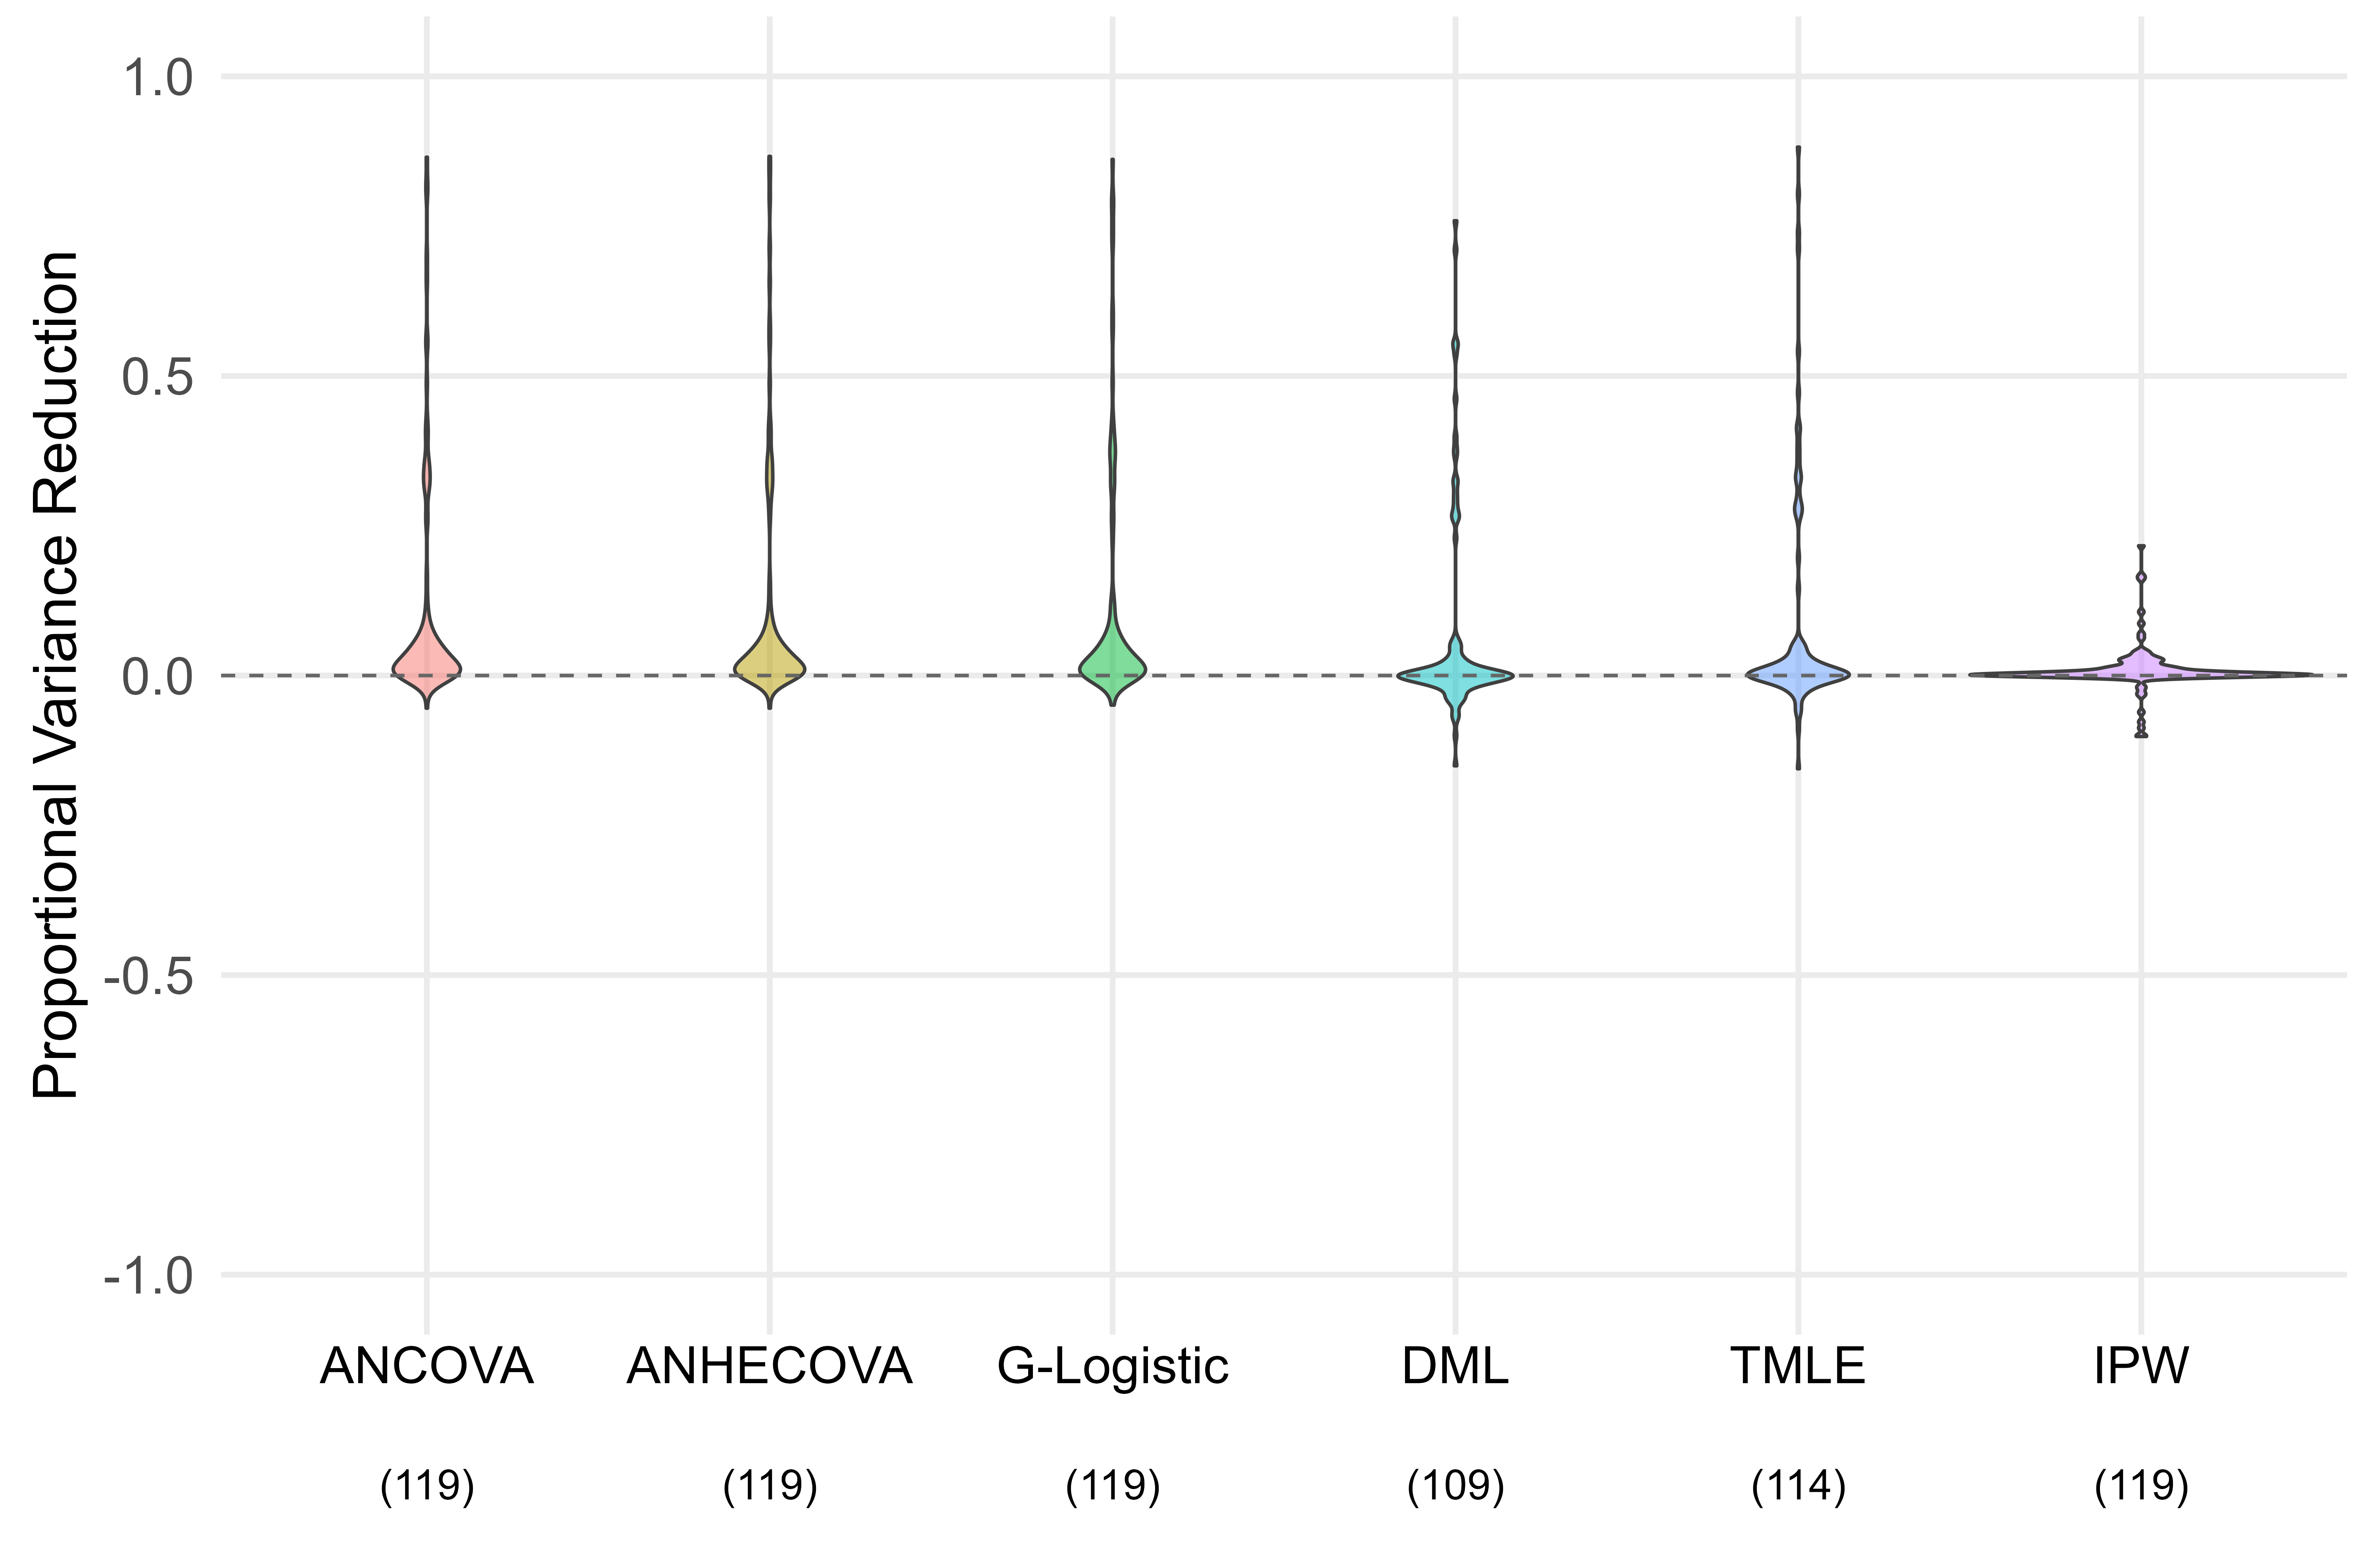 Proportional Variance Reduction
1.0
0.5
0.0
-0.5
-1.0
ANCOVA ANHECOVA G-Logistic DML TMLE IPW
(119) (119) (119) (109) (114) (119)